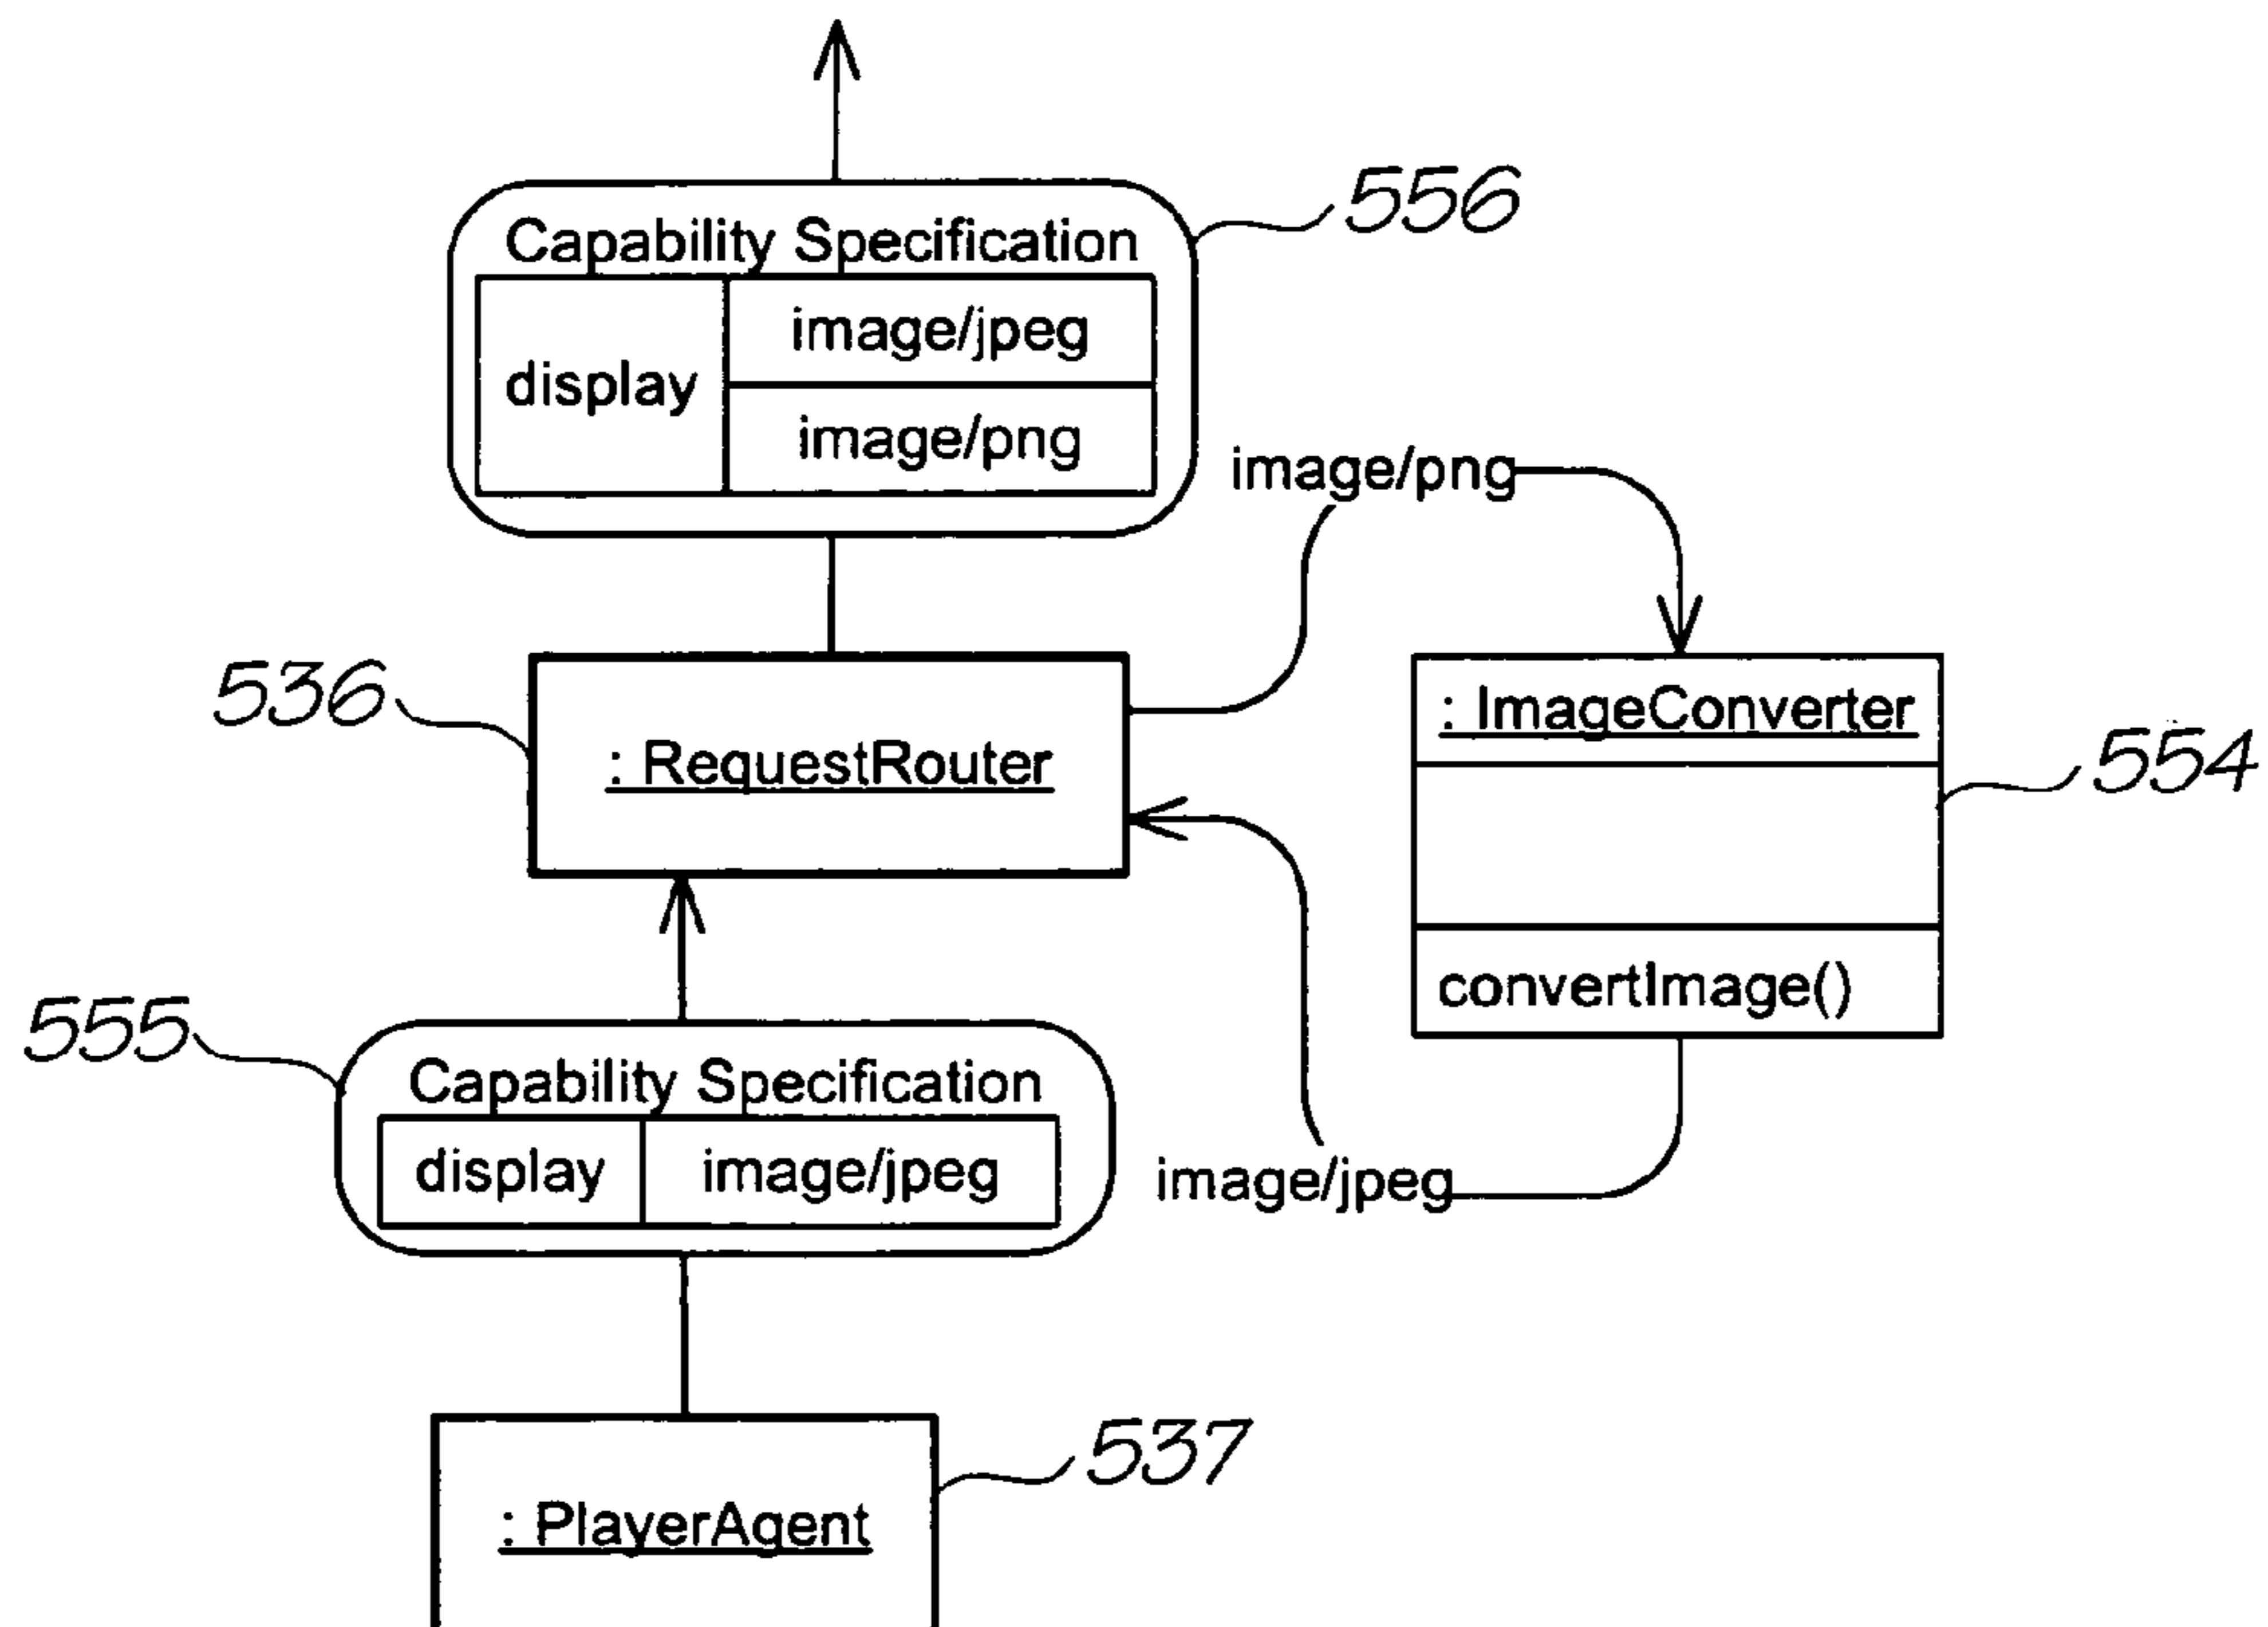 556
Capability Specification
display
image/jpeg
image/png
image/png
536
: RequestRouter
: ImageConverter
554
convertImage()
555
Capability Specification
display
image/jpeg
image/jpeg
537
: PlayerAgent